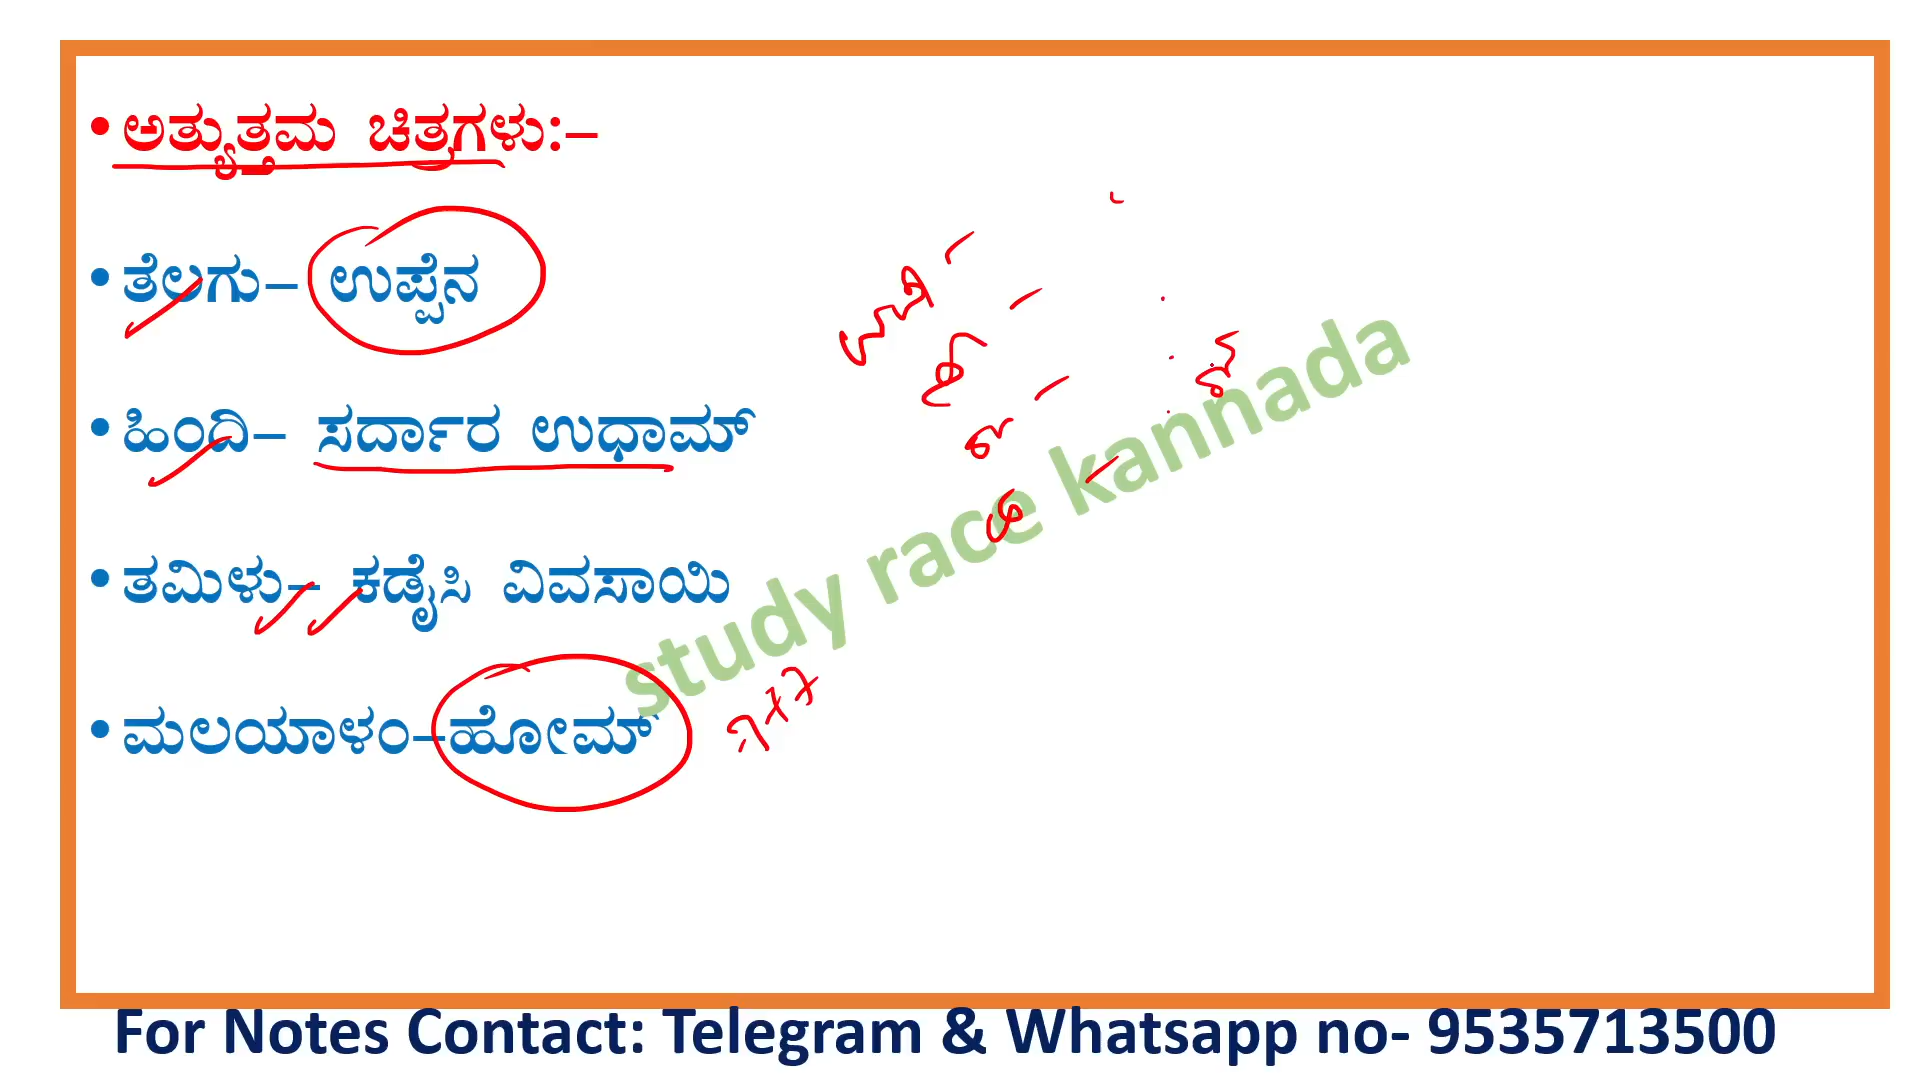 • ಅತ್ಯುತ್ತಮ ಚಿತ್ರಗಳು:–
• ತೆಲಗು– ಉಪ್ಪೆನ
• ಹಿಂದಿ– ಸರ್ದಾರ ಉಧಾಮ್
• ತಮಿಳು– ಕಡೈಸಿ ವಿವಸಾಯಿ
• ಮಲಯಾಳಂ–ಹೋಮ್
study race kannada
For Notes Contact: Telegram & Whatsapp no- 9535713500